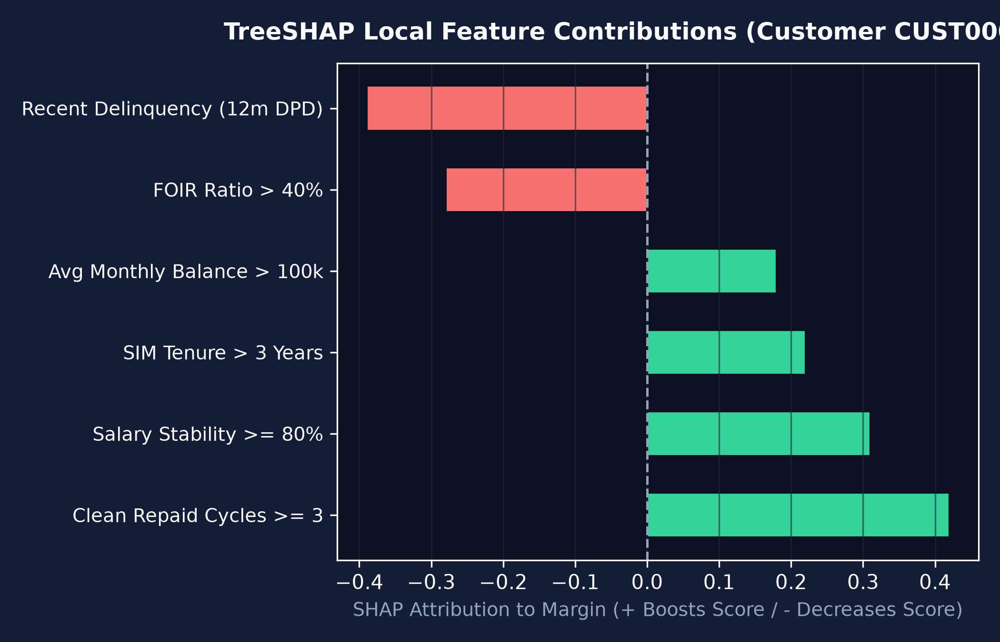 TreeSHAP Local Feature Contributions (Customer CUST00
Recent Delinquency (12m DPD)
FOIR Ratio > 40%
Avg Monthly Balance > 100k
SIM Tenure > 3 Years
Salary Stability >= 80%
Clean Repaid Cycles >= 3
−0.4 −0.3 −0.2 −0.1 0.0 0.1 0.2 0.3 0.4
SHAP Attribution to Margin (+ Boosts Score / - Decreases Score)